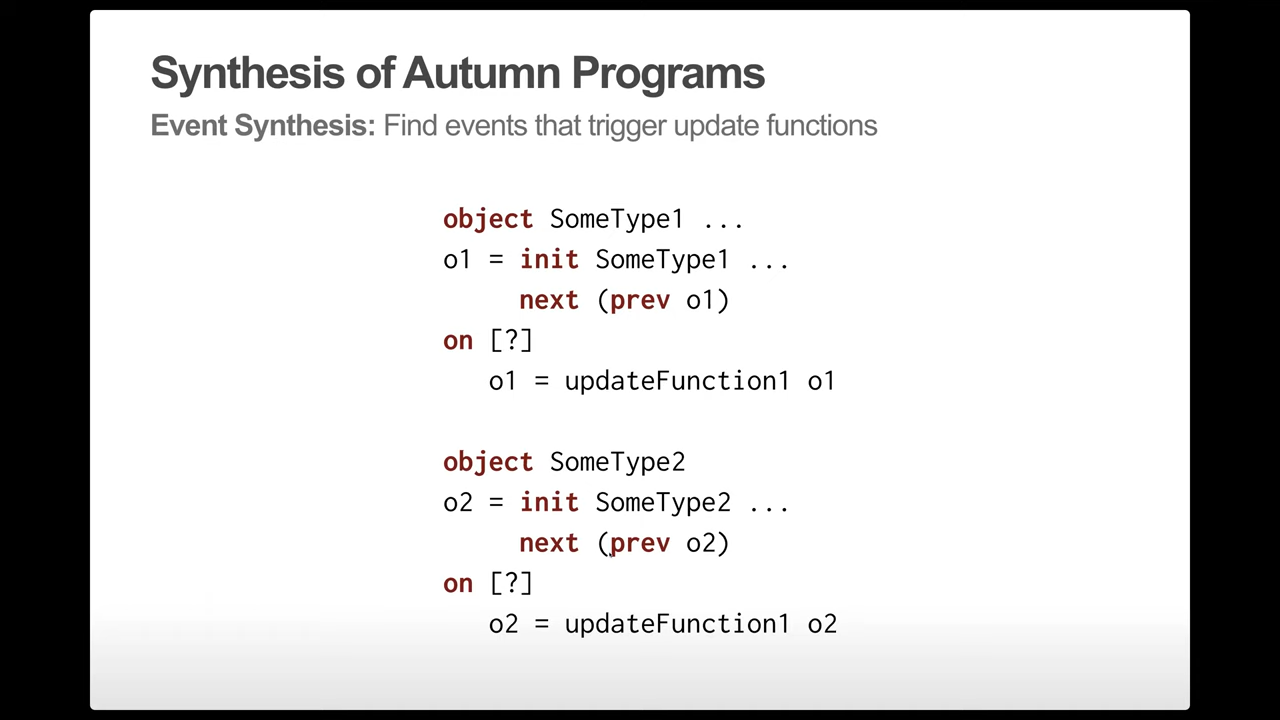 Synthesis of Autumn Programs
Event Synthesis: Find events that trigger update functions
object SomeType1 ...
o1 = init SomeType1 ...
next (prev o1)
on [?]
o1 = updateFunction1 o1
object SomeType2
o2 = init SomeType2 ...
next (prev o2)
on [?]
o2 = updateFunction1 o2